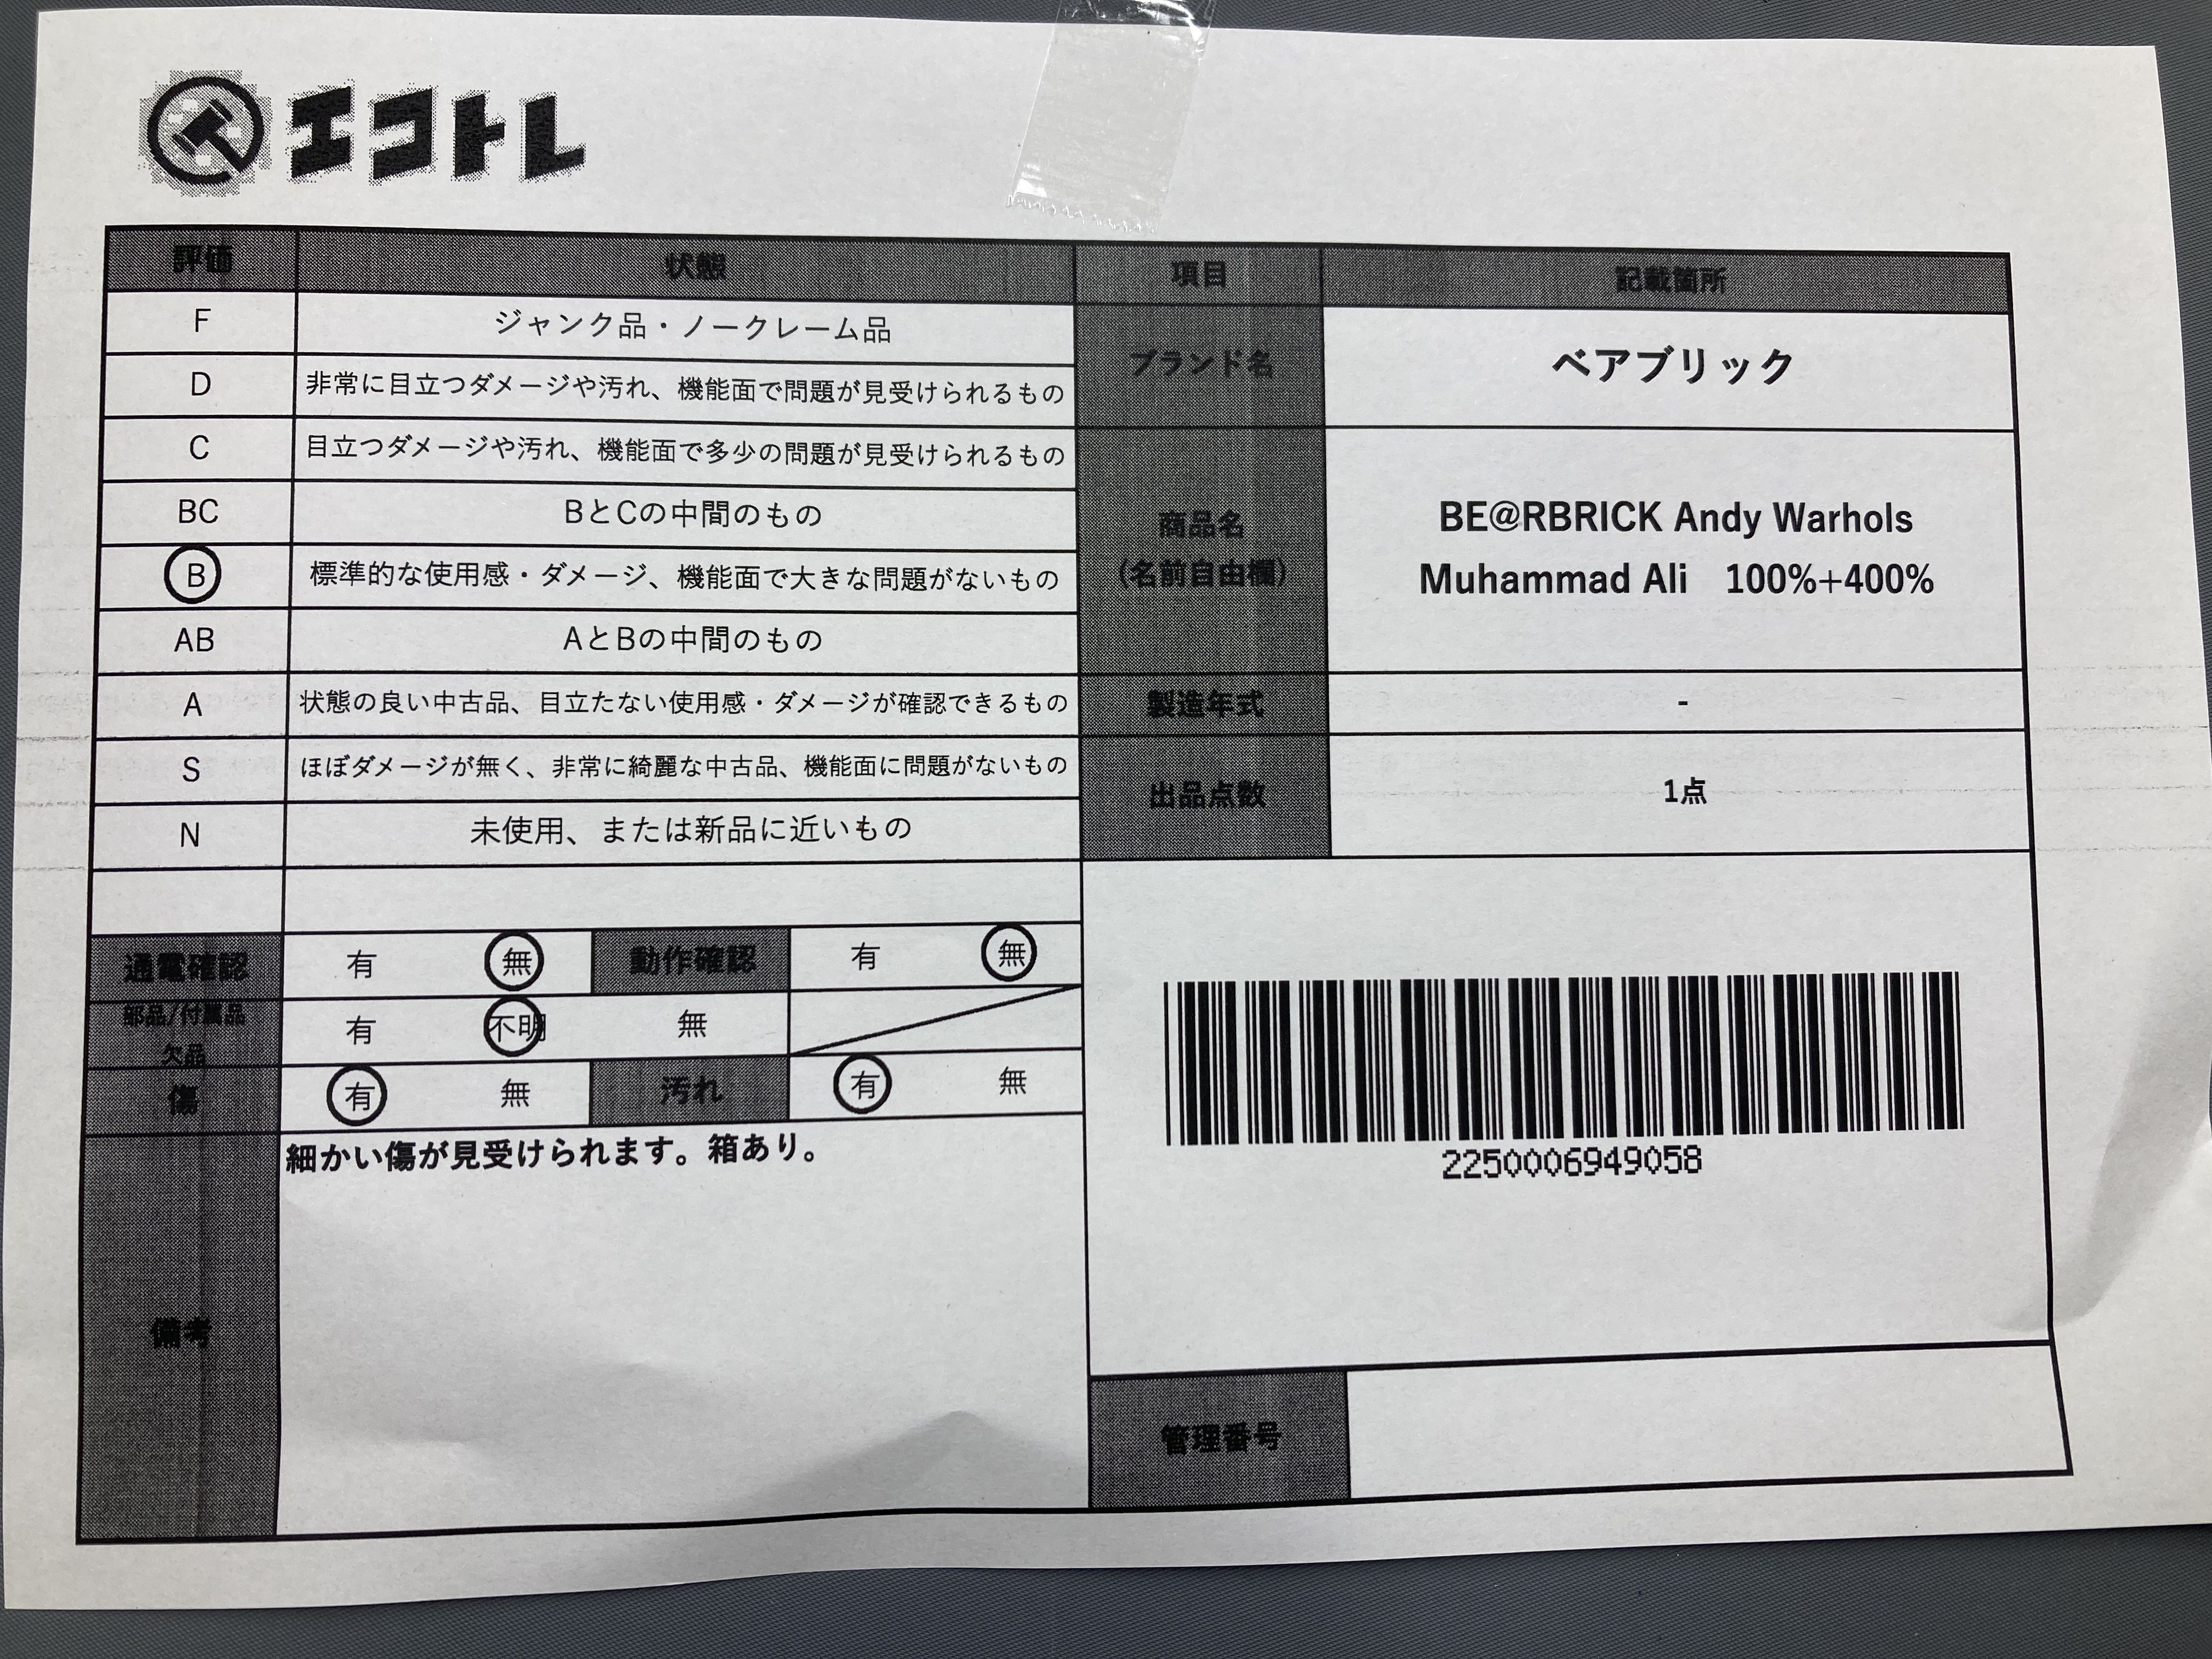 エコトレ
評価 状態 項目 記載箇所
F ジャンク品・ノークレーム品
D 非常に目立つダメージや汚れ、機能面で問題が見受けられるもの
C 目立つダメージや汚れ、機能面で多少の問題が見受けられるもの
BC BとCの中間のもの
B 標準的な使用感・ダメージ、機能面で大きな問題がないもの
AB AとBの中間のもの
A 状態の良い中古品、目立たない使用感・ダメージが確認できるもの
S ほぼダメージが無く、非常に綺麗な中古品、機能面に問題がないもの
N 未使用、または新品に近いもの
通電確認 有 無 動作確認 有 無
部品/付属品
欠品 有 不明 無
傷 有 無 汚れ 有 無
備考 細かい傷が見受けられます。箱あり。
ブランド名 ベアブリック
商品名
(名前自由欄)
BE@RBRICK Andy Warhols
Muhammad Ali 100%+400%
製造年式 -
出品点数 1点
2250006949058
管理番号